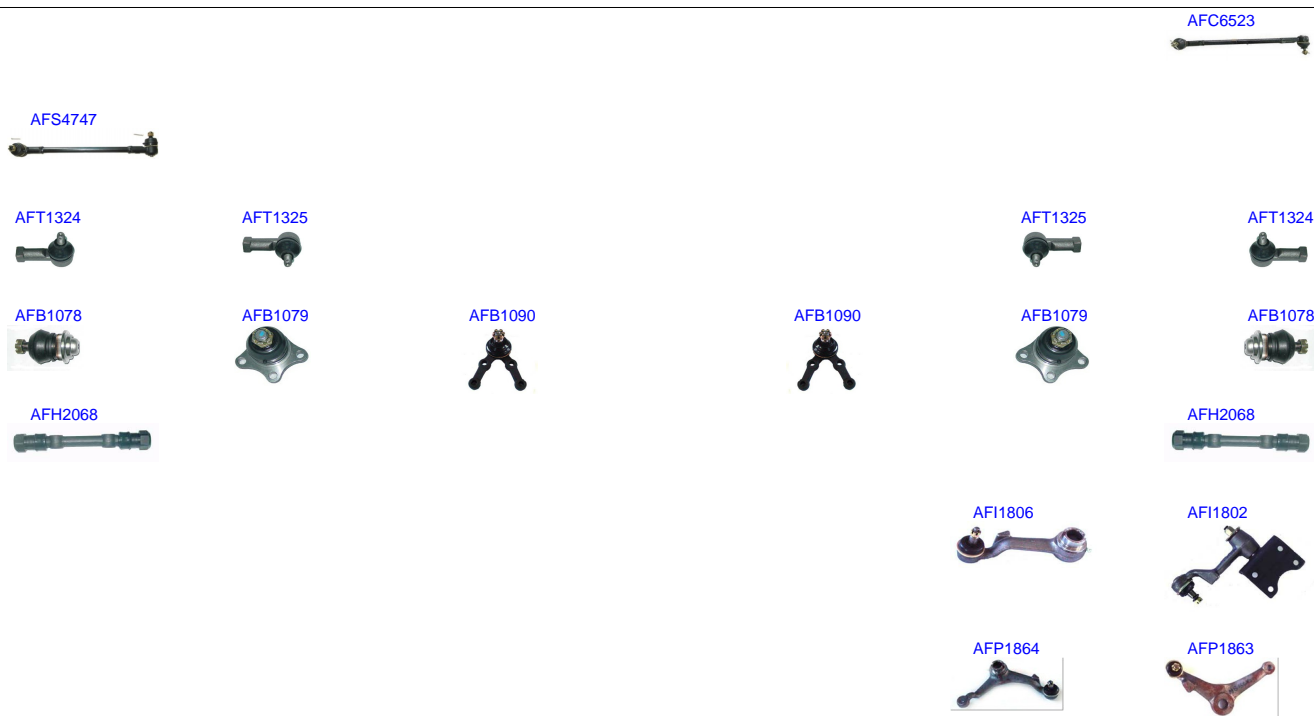 AFC6523
AFS4747
AFT1324 AFT1325 AFT1325 AFT1324
AFB1078 AFB1079 AFB1090 AFB1090 AFB1079 AFB1078
AFH2068 AFH2068
AFI1806 AFI1802
AFP1864 AFP1863